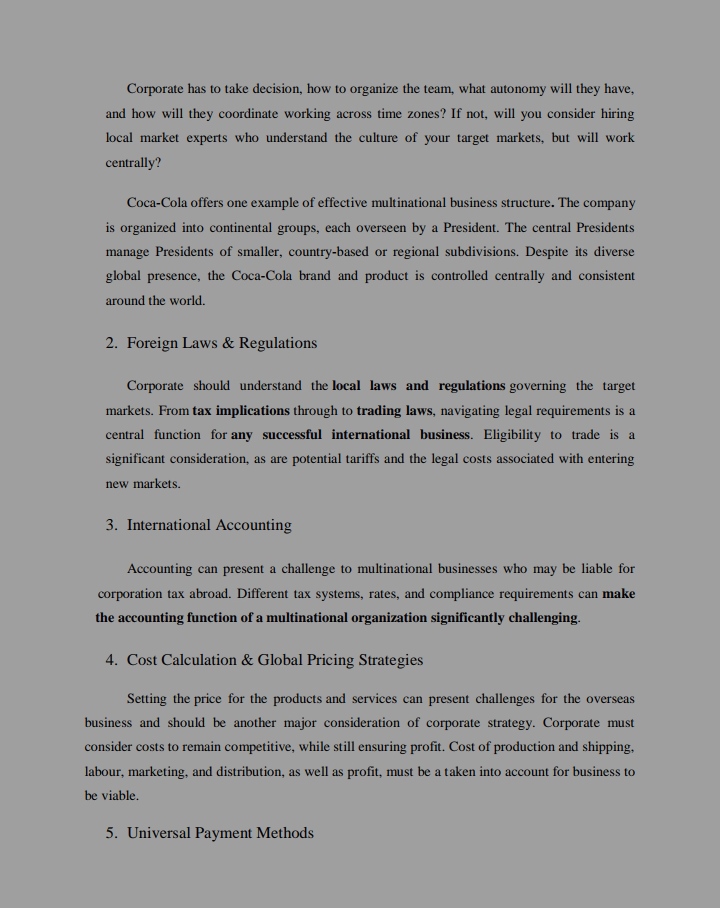 Corporate has to take decision, how to organize the team, what autonomy will they have,
and how will they coordinate working across time zones? If not, will you consider hiring
local market experts who understand the culture of your target markets, but will work
centrally?
Coca-Cola offers one example of effective multinational business structure. The company
is organized into continental groups, each overseen by a President. The central Presidents
manage Presidents of smaller, country-based or regional subdivisions. Despite its diverse
global presence, the Coca-Cola brand and product is controlled centrally and consistent
around the world.
2. Foreign Laws & Regulations
Corporate should understand the local laws and regulations governing the target
markets. From tax implications through to trading laws, navigating legal requirements is a
central function for any successful international business. Eligibility to trade is a
significant consideration, as are potential tariffs and the legal costs associated with entering
new markets.
3. International Accounting
Accounting can present a challenge to multinational businesses who may be liable for
corporation tax abroad. Different tax systems, rates, and compliance requirements can make
the accounting function of a multinational organization significantly challenging.
4. Cost Calculation & Global Pricing Strategies
Setting the price for the products and services can present challenges for the overseas
business and should be another major consideration of corporate strategy. Corporate must
consider costs to remain competitive, while still ensuring profit. Cost of production and shipping,
labour, marketing, and distribution, as well as profit, must be a taken into account for business to
be viable.
5. Universal Payment Methods